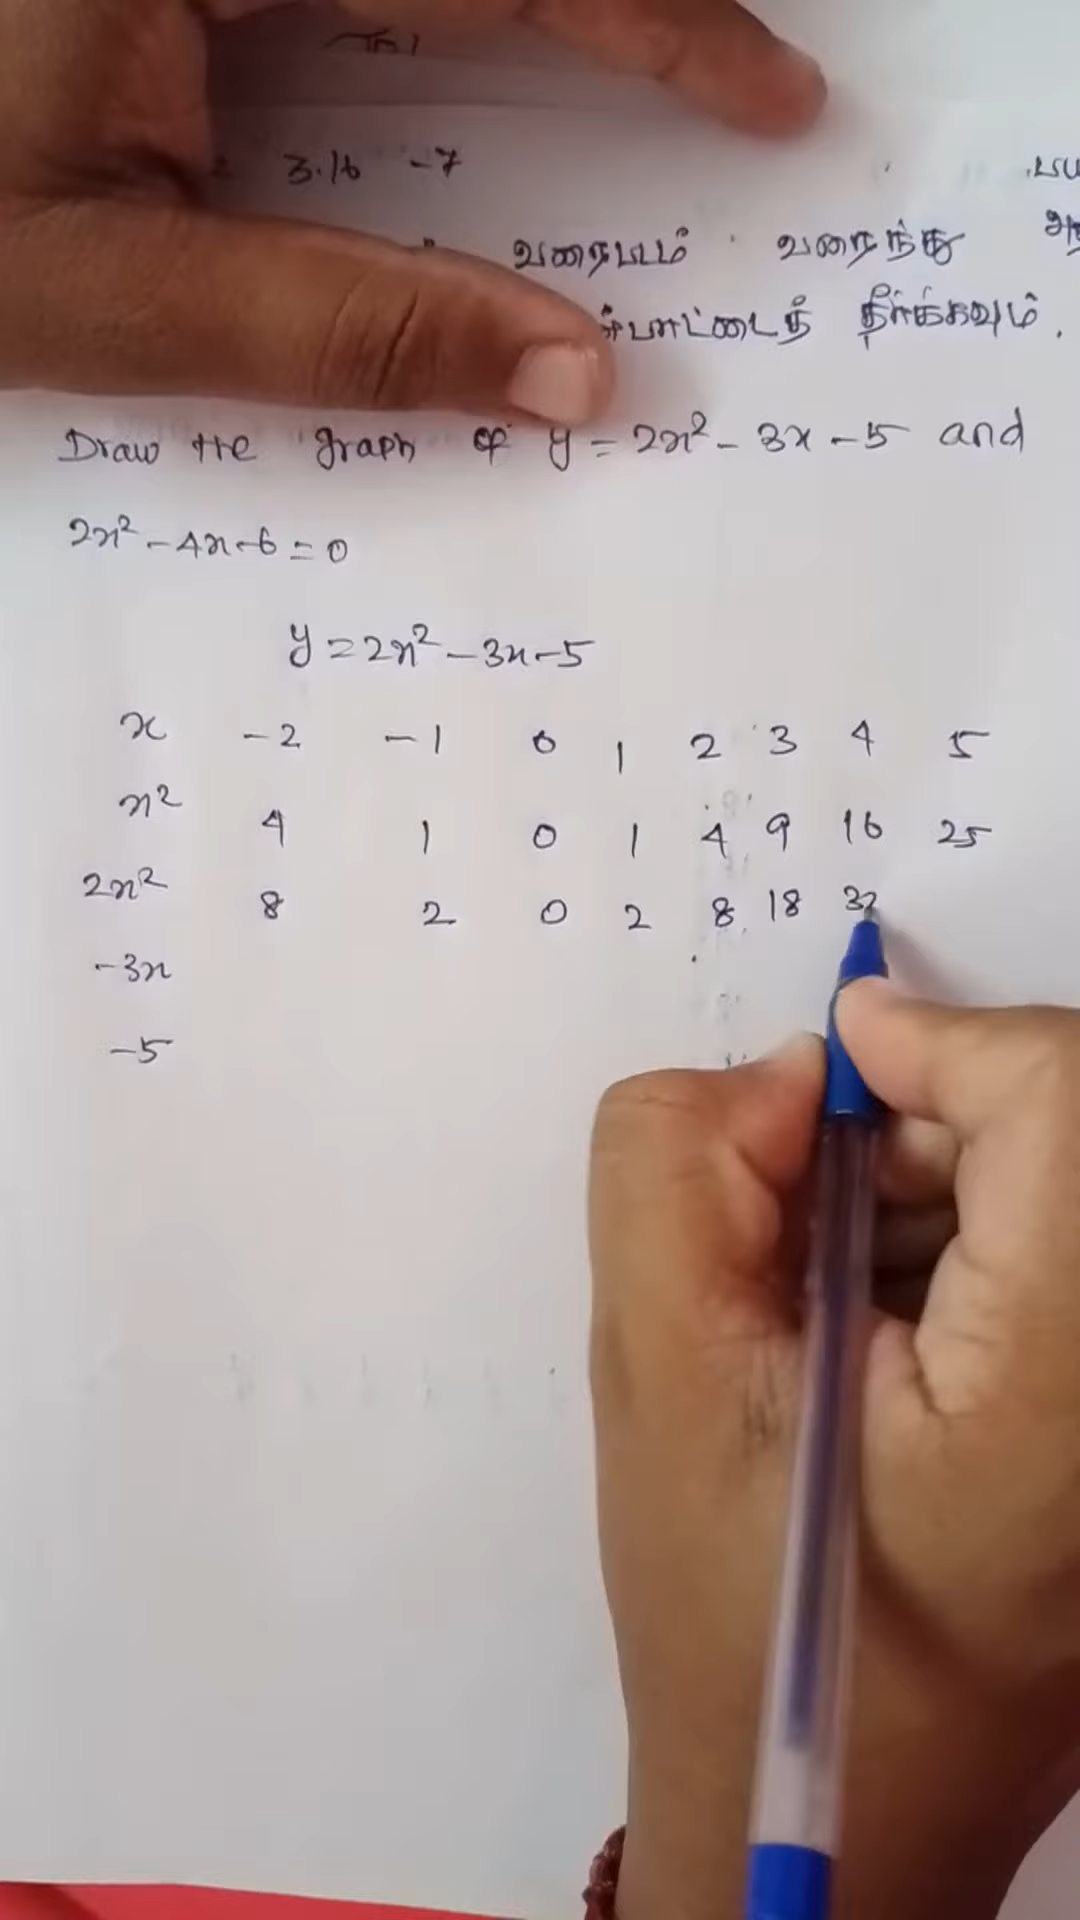 3.16 -7
வரைபடம் வரைந்து
தீர்க்கவும்.
Draw the graph of y = 2x² - 3x - 5 and
2x² - 4x - 6 = 0
y = 2x² - 3x - 5
x -2 -1 0 1 2 3 4 5
x² 4 1 0 1 4 9 16 25
2x² 8 2 0 2 8 18 32
-3x
-5